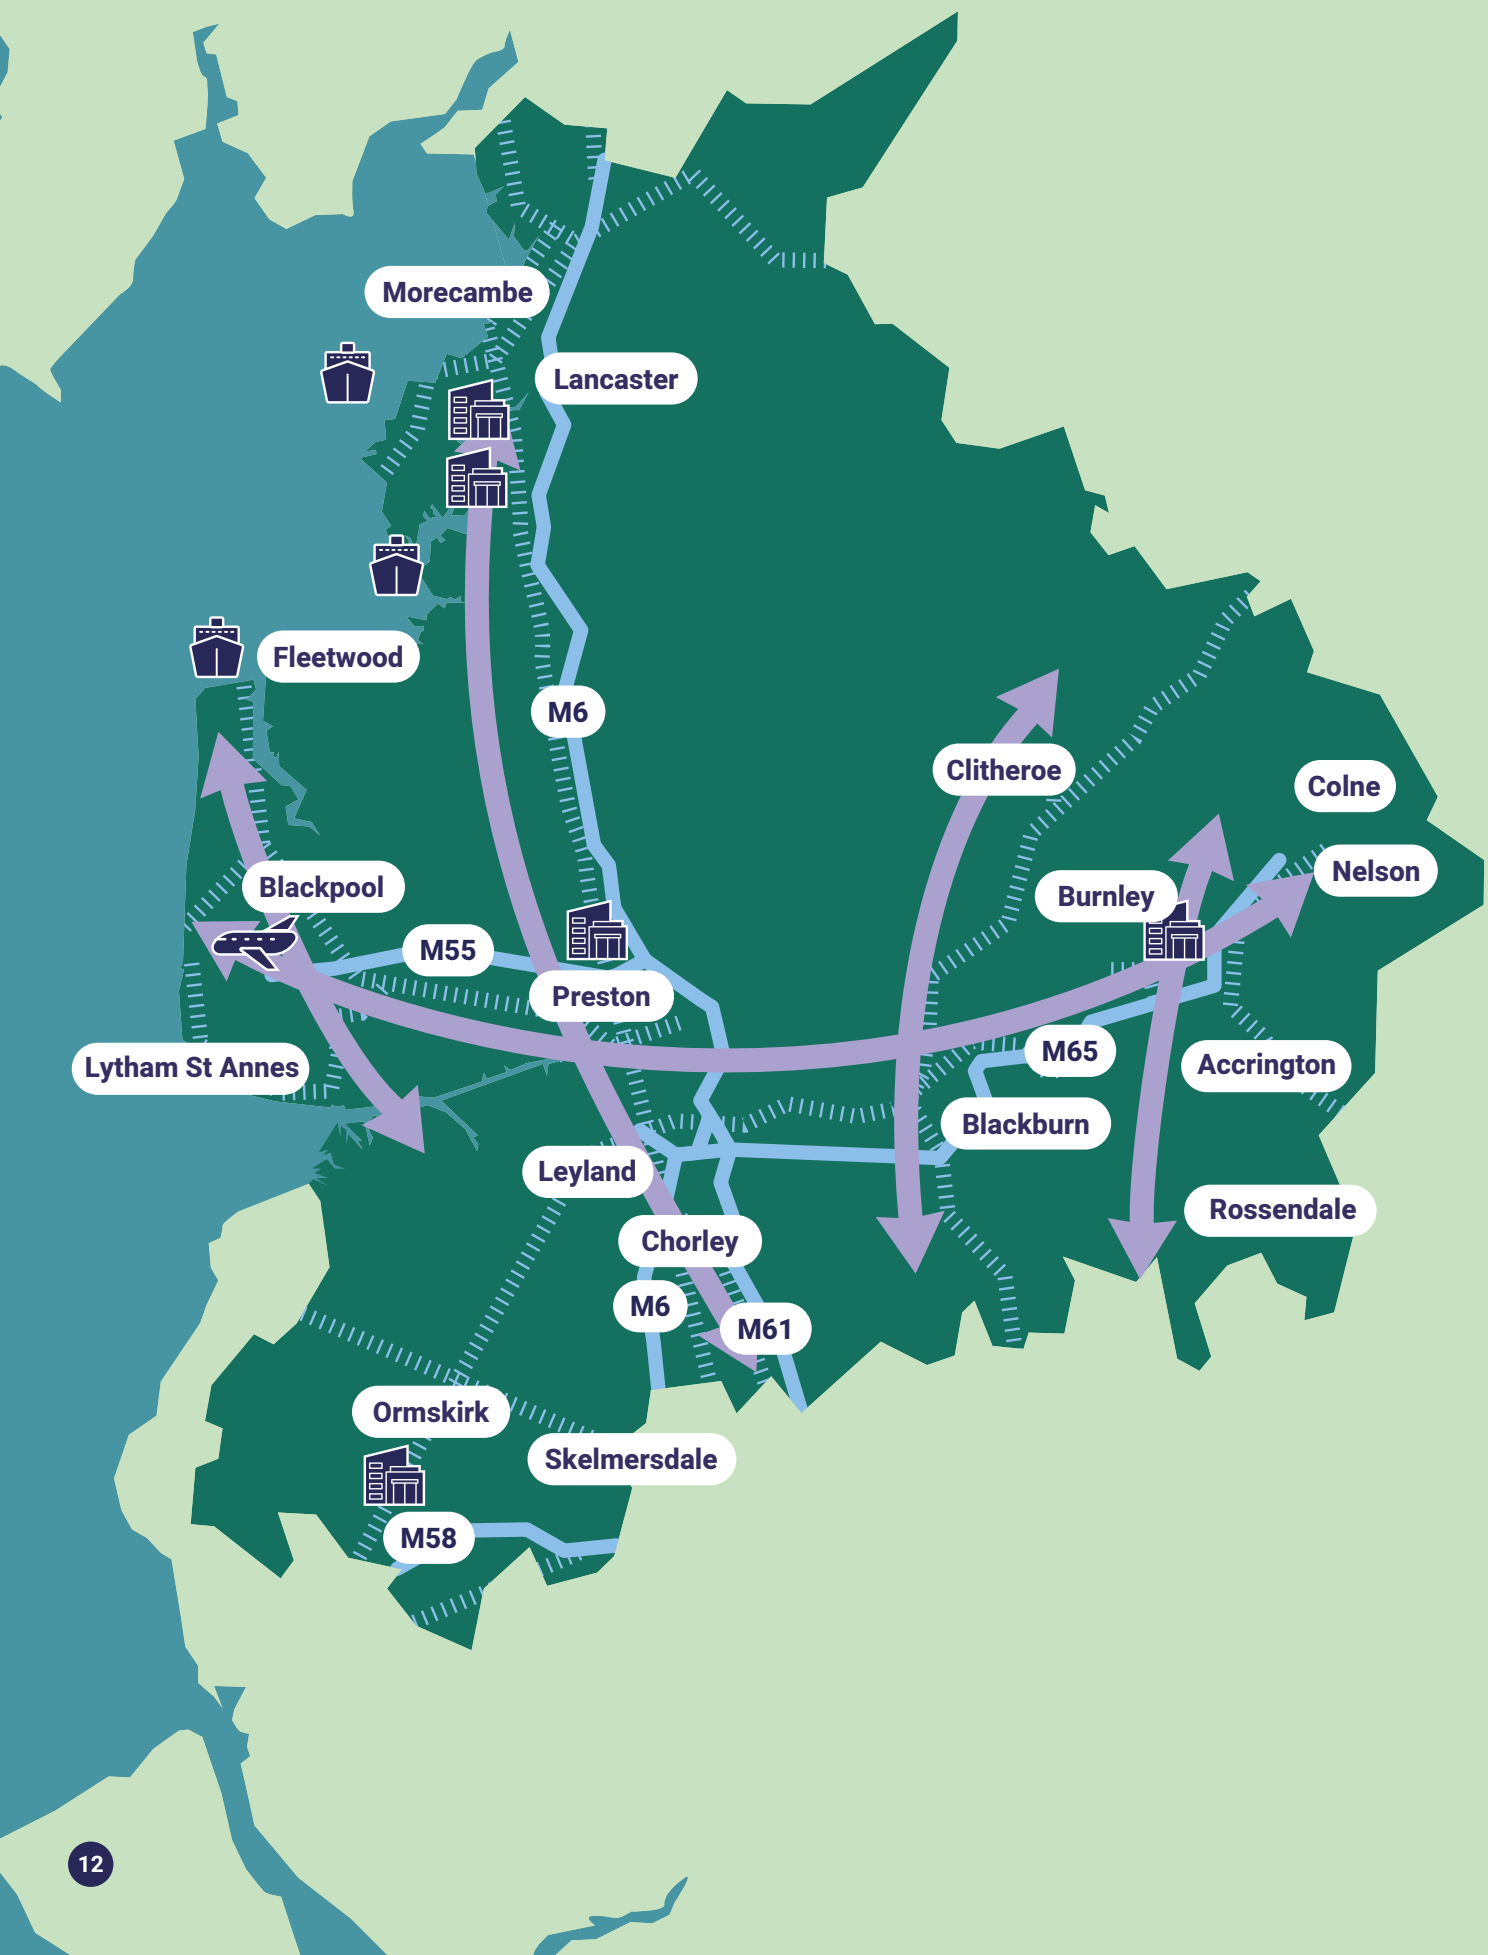 Morecambe
Lancaster
Fleetwood
M6
Clitheroe
Colne
Nelson
Blackpool
Burnley
M55
Preston
M65
Lytham St Annes
Accrington
Blackburn
Leyland
Rossendale
Chorley
M6
M61
Ormskirk
Skelmersdale
M58
12